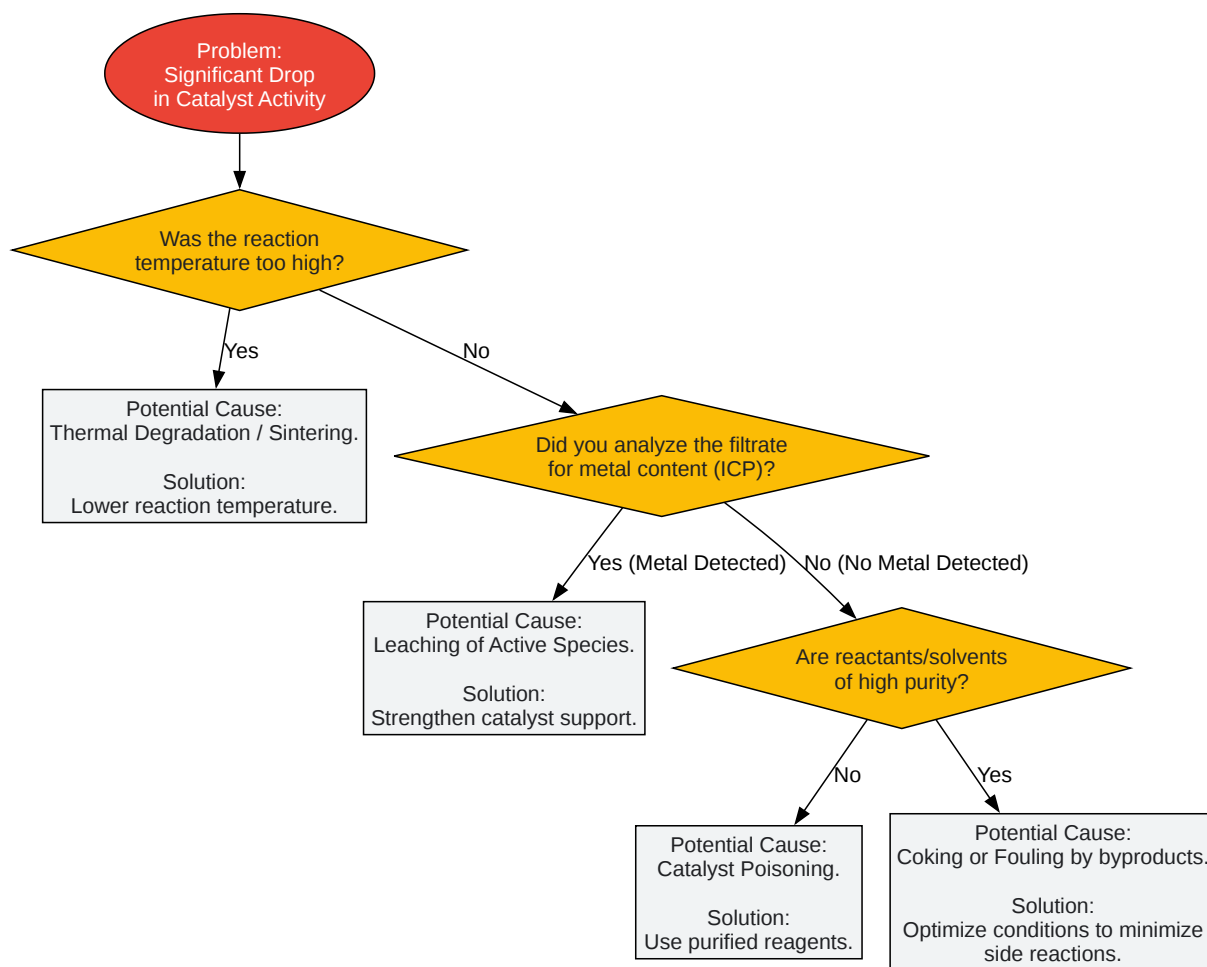 Problem:
Significant Drop
in Catalyst Activity
Was the reaction
temperature too high?
Yes
No
Potential Cause:
Thermal Degradation / Sintering.
Solution:
Lower reaction temperature.
Did you analyze the filtrate
for metal content (ICP)?
Yes (Metal Detected)
No (No Metal Detected)
Potential Cause:
Leaching of Active Species.
Solution:
Strengthen catalyst support.
Are reactants/solvents
of high purity?
No
Yes
Potential Cause:
Catalyst Poisoning.
Solution:
Use purified reagents.
Potential Cause:
Coking or Fouling by byproducts.
Solution:
Optimize conditions to minimize
side reactions.